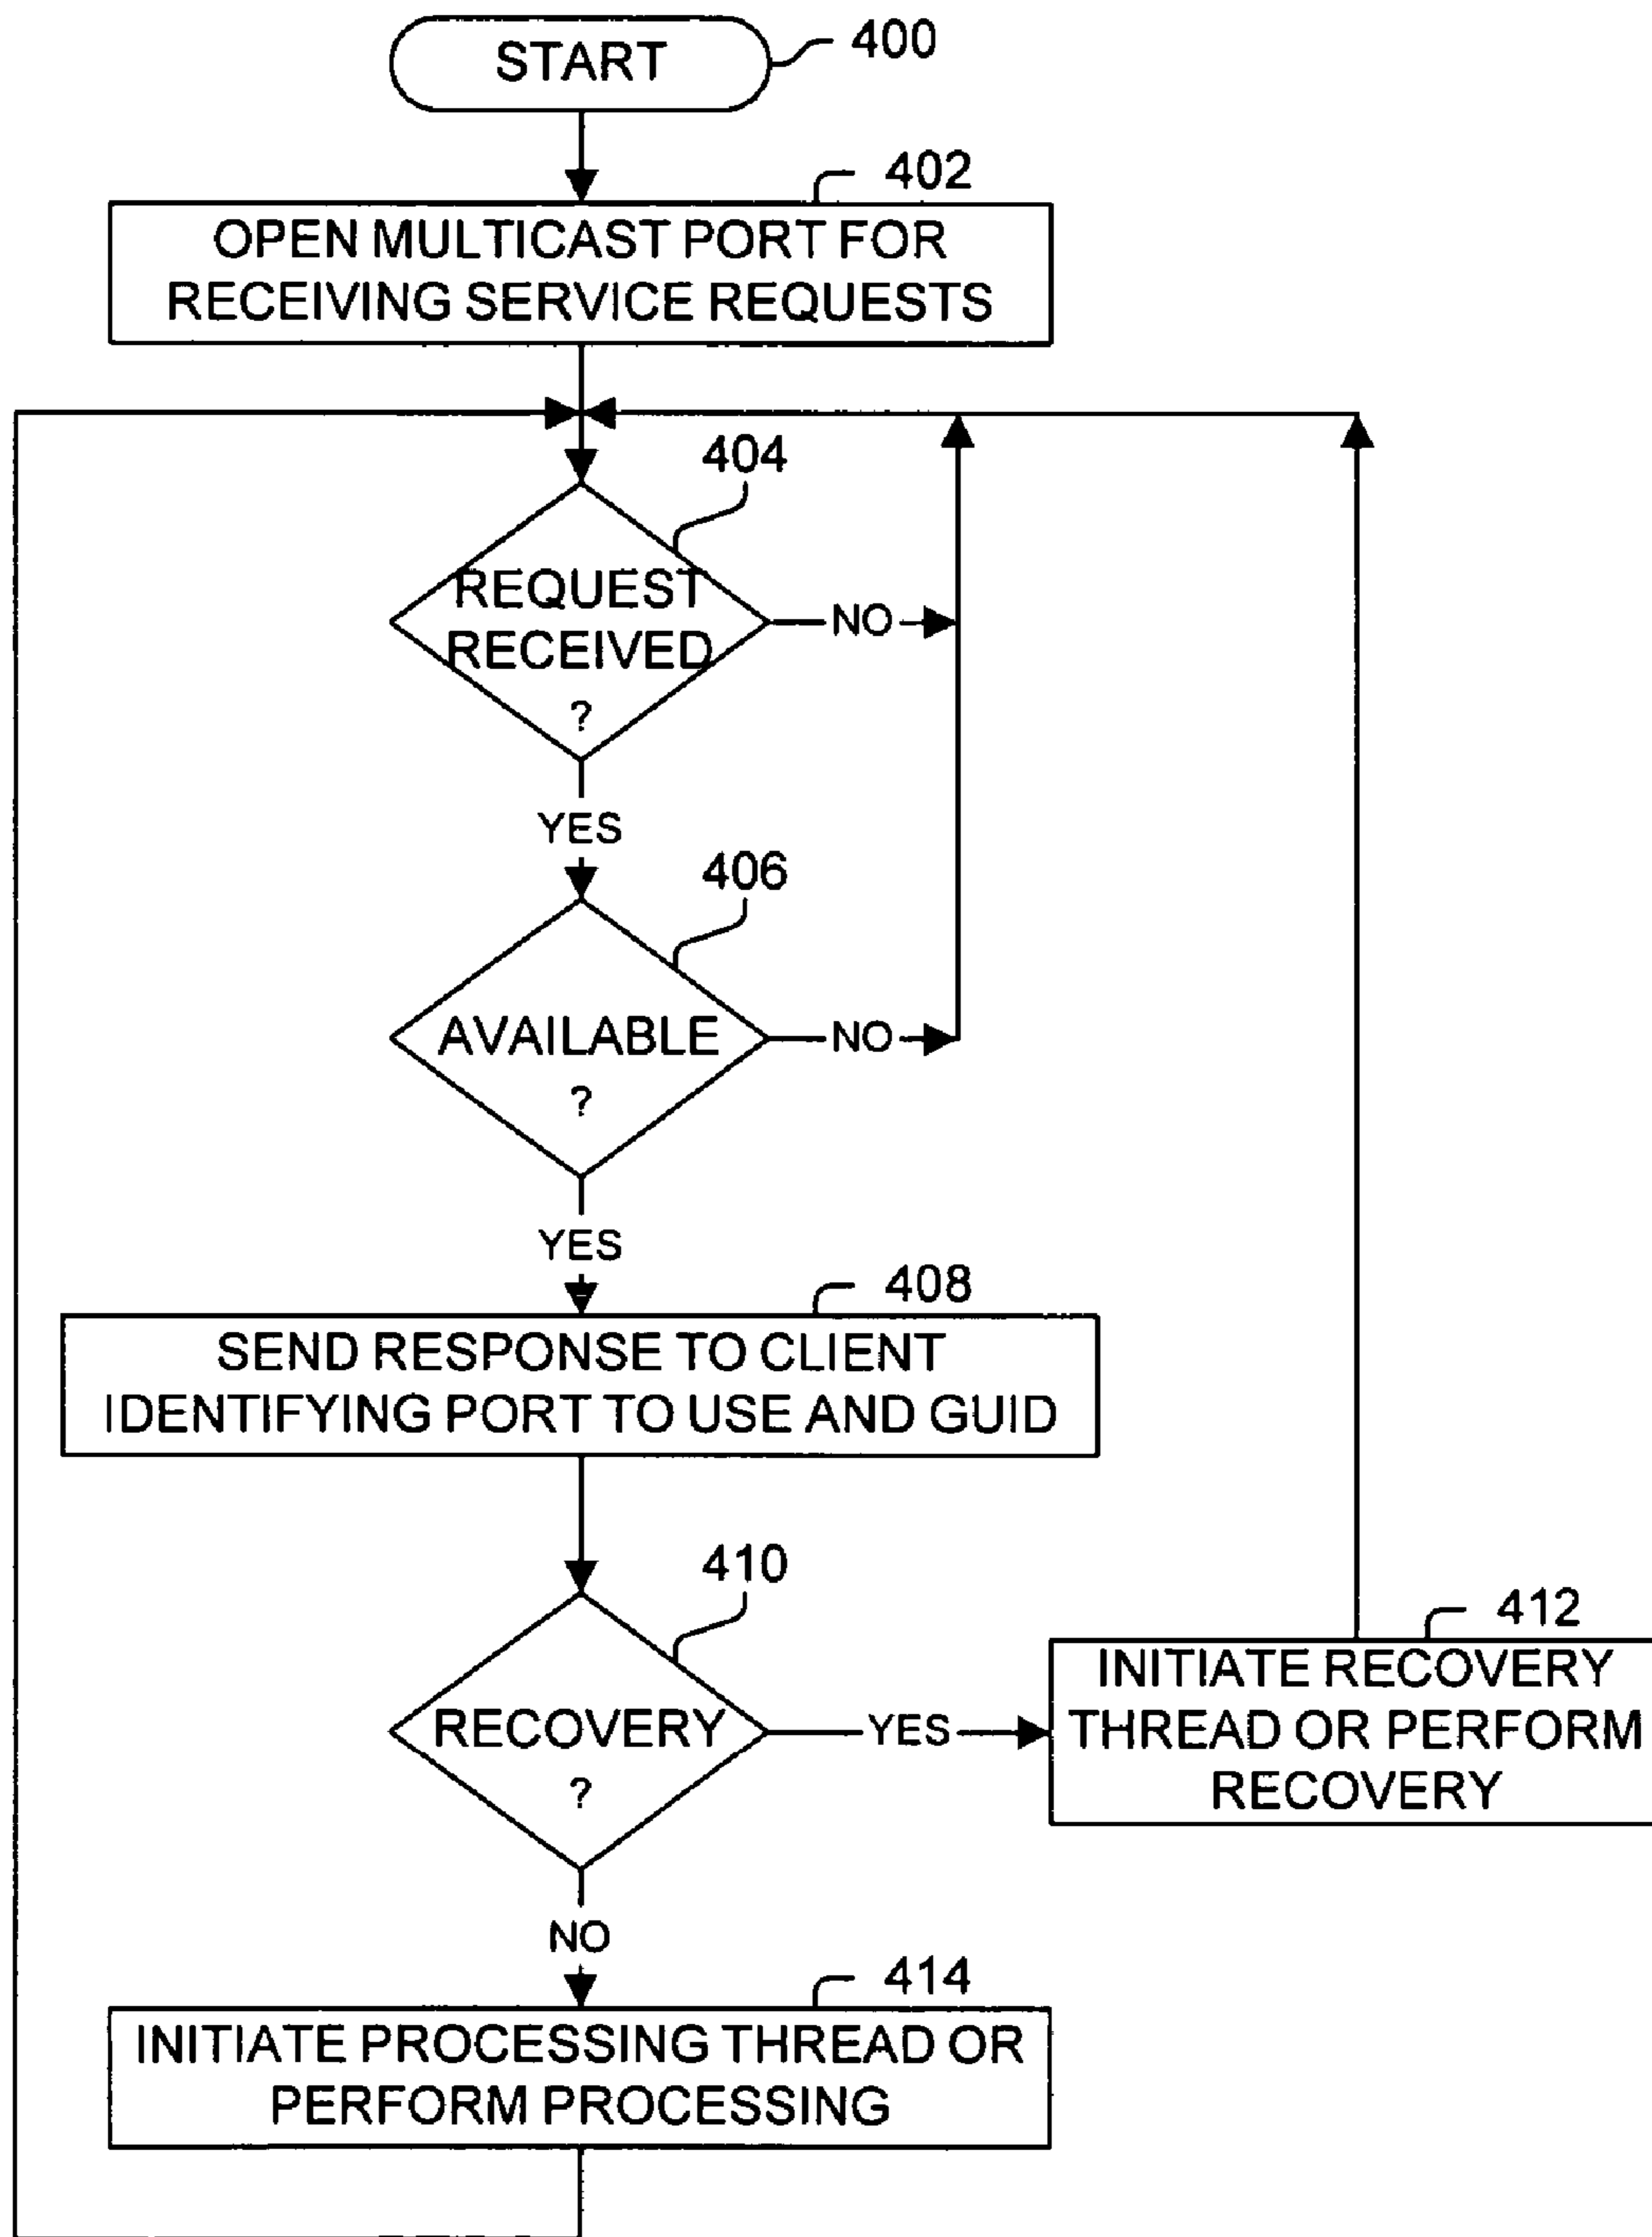 START
400
402
OPEN MULTICAST PORT FOR
RECEIVING SERVICE REQUESTS
404
REQUEST
RECEIVED
?
NO
YES
406
AVAILABLE
?
NO
YES
408
SEND RESPONSE TO CLIENT
IDENTIFYING PORT TO USE AND GUID
410
RECOVERY
?
YES
412
INITIATE RECOVERY
THREAD OR PERFORM
RECOVERY
NO
414
INITIATE PROCESSING THREAD OR
PERFORM PROCESSING